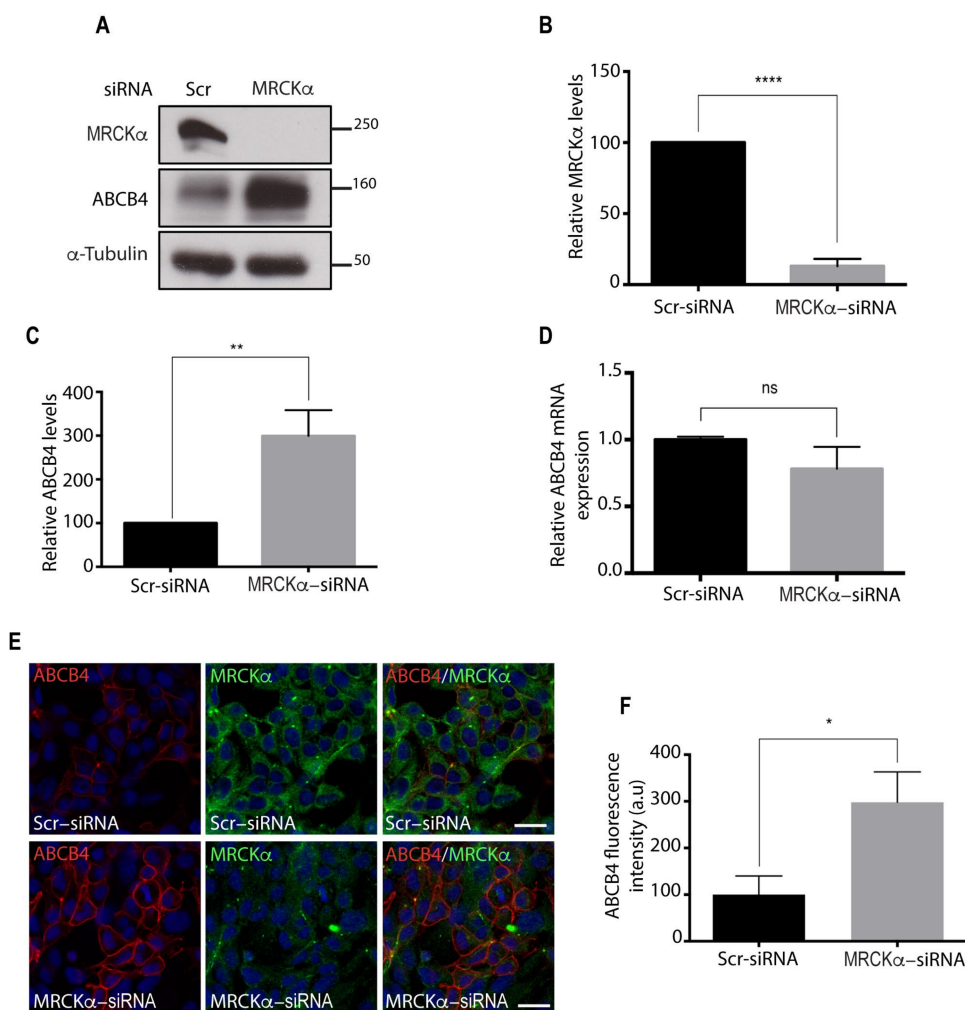 A
siRNA Scr MRCKα
MRCKα 250
ABCB4 160
α-Tubulin 50
B
Relative MRCKα levels
150
100
50
0
****
Scr-siRNA MRCKα–siRNA
C
Relative ABCB4 levels
400
300
200
100
0
**
Scr-siRNA MRCKα–siRNA
D
Relative ABCB4 mRNA
expression
1.5
1.0
0.5
0.0
ns
Scr-siRNA MRCKα–siRNA
E
ABCB4 MRCKα ABCB4/MRCKα
Scr–siRNA Scr–siRNA Scr–siRNA
ABCB4 MRCKα ABCB4/MRCKα
MRCKα–siRNA MRCKα–siRNA MRCKα–siRNA
F
ABCB4 fluorescence
intensity (a.u)
400
300
200
100
0
*
Scr-siRNA MRCKα–siRNA